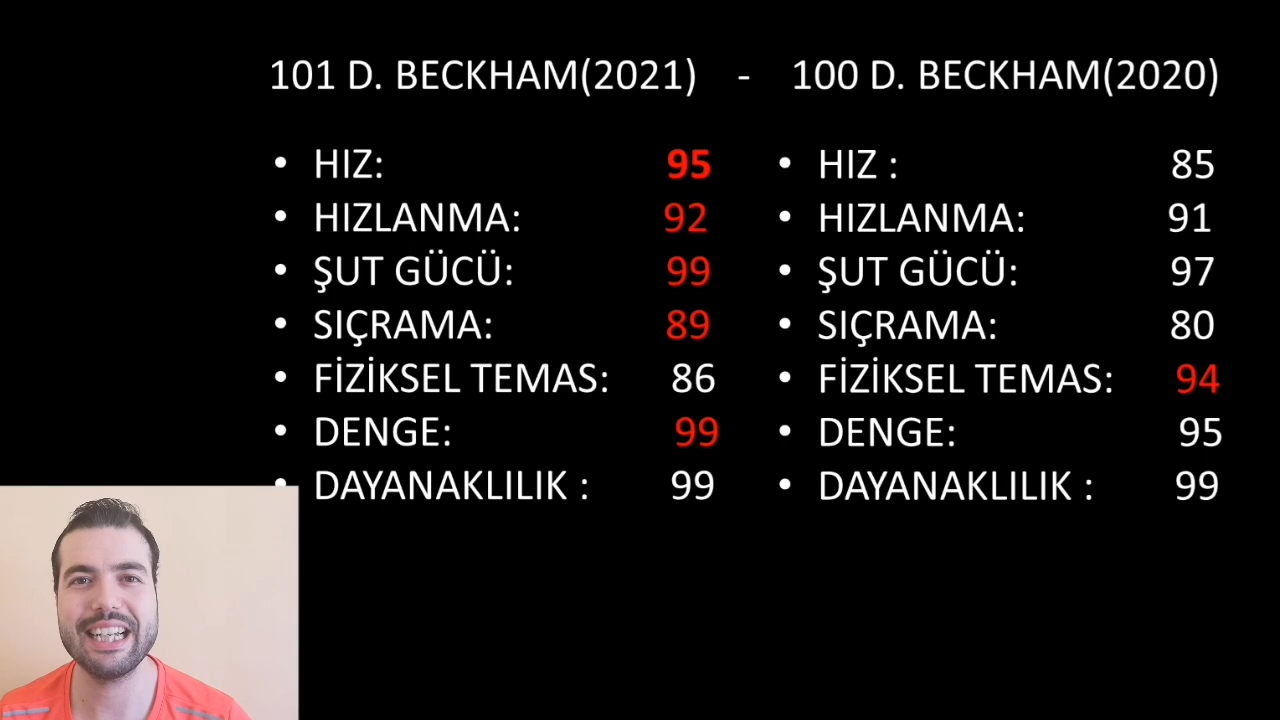 101 D. BECKHAM(2021) - 100 D. BECKHAM(2020)
• HIZ: 95
• HIZLANMA: 92
• ŞUT GÜCÜ: 99
• SIÇRAMA: 89
• FİZİKSEL TEMAS: 86
• DENGE: 99
• DAYANAKLILIK : 99
• HIZ : 85
• HIZLANMA: 91
• ŞUT GÜCÜ: 97
• SIÇRAMA: 80
• FİZİKSEL TEMAS: 94
• DENGE: 95
• DAYANAKLILIK : 99